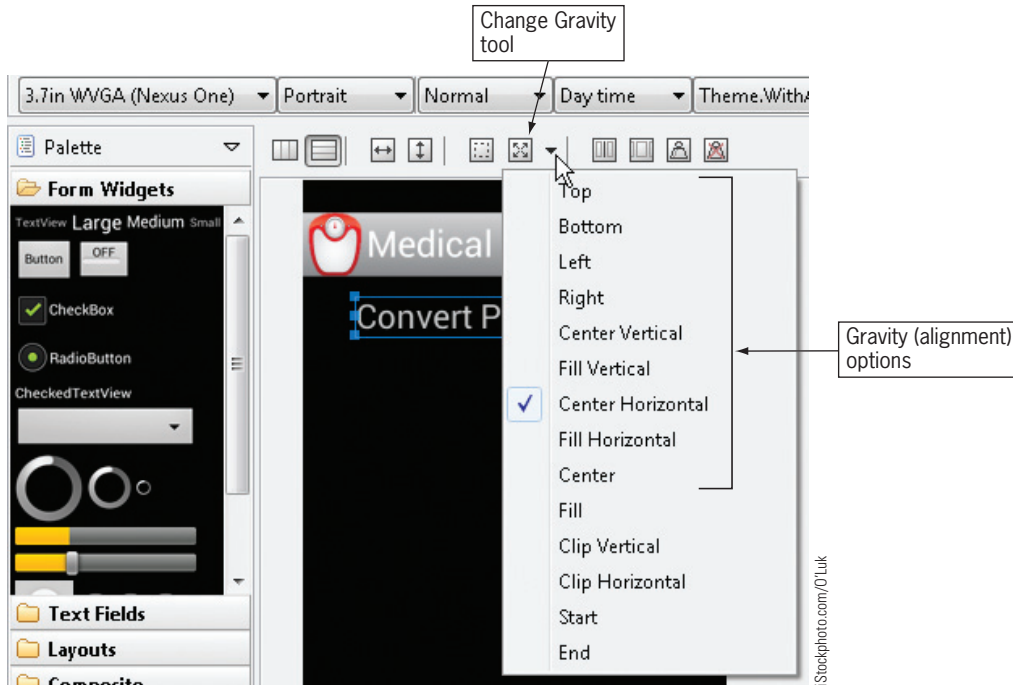 Change Gravity
tool
3.7in WVGA (Nexus One)
Portrait
Normal
Day time
Theme.WithA
Palette
Form Widgets
TextView Large Medium Small
Button
OFF
CheckBox
RadioButton
CheckedTextView
Text Fields
Layouts
Composite
Medical
Convert P
Top
Bottom
Left
Right
Center Vertical
Fill Vertical
Center Horizontal
Fill Horizontal
Center
Fill
Clip Vertical
Clip Horizontal
Start
End
Gravity (alignment)
options
iStockphoto.com/O'Luk